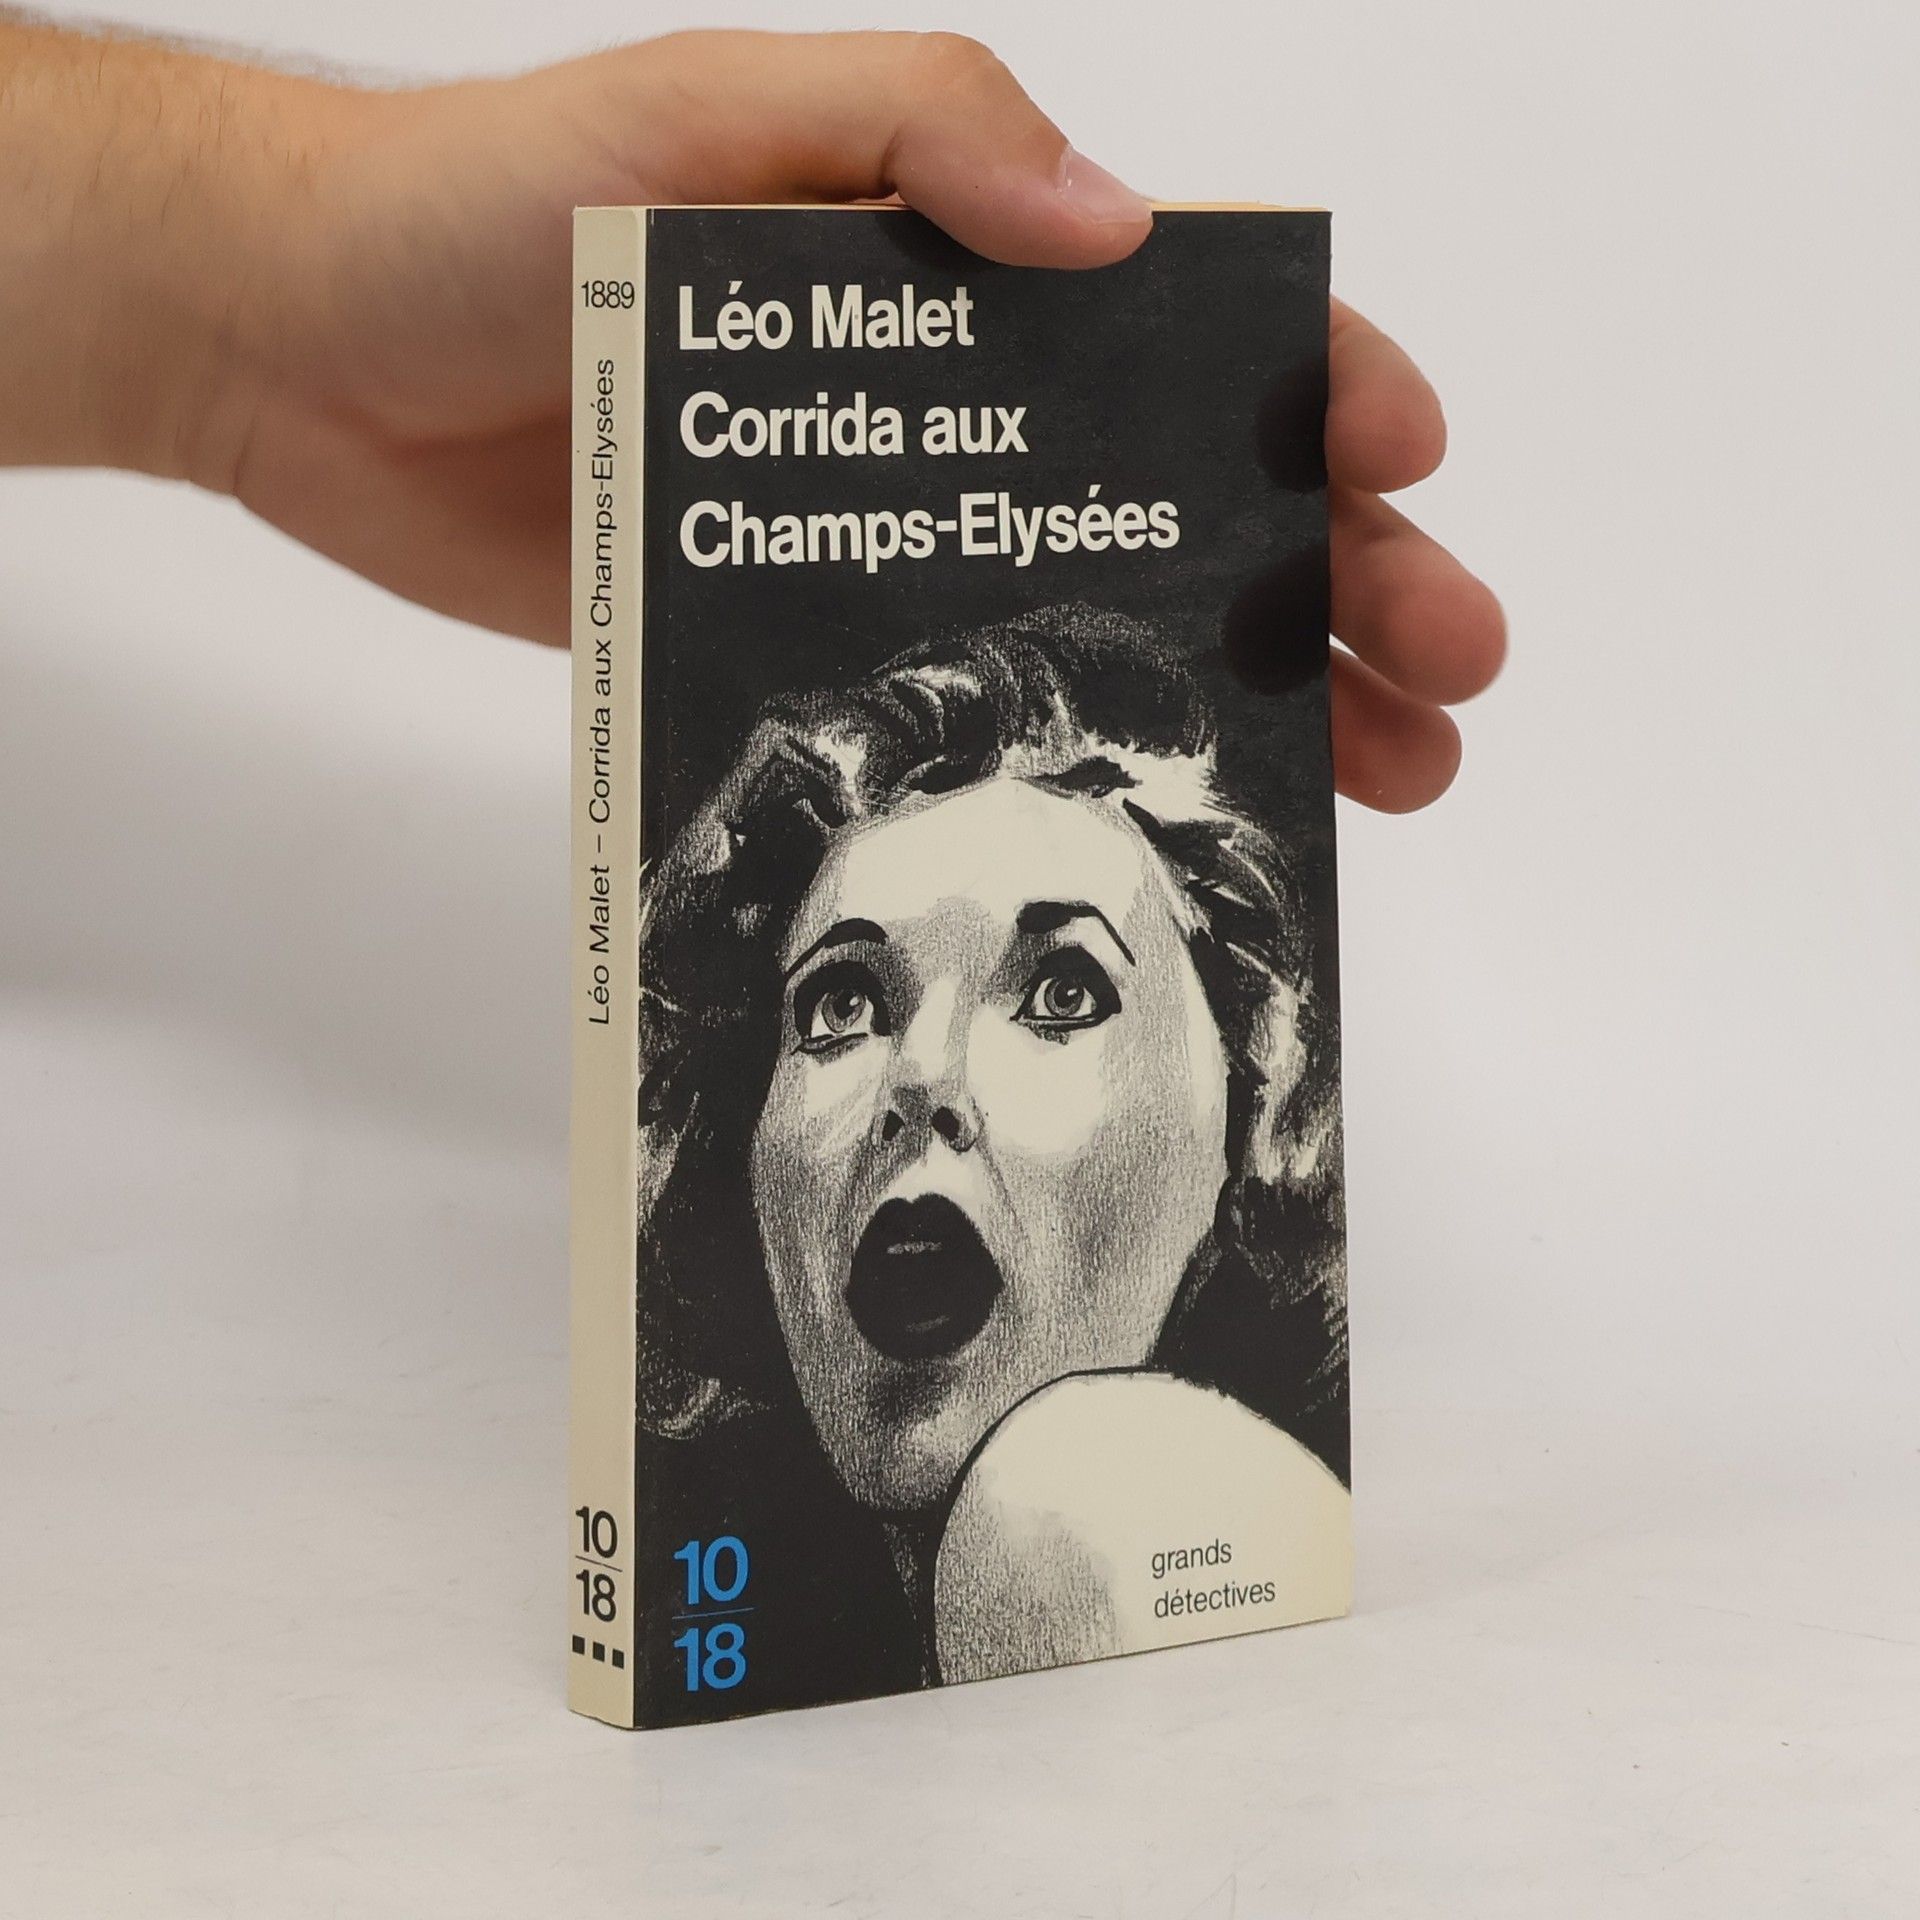 1889
Léo Malet – Corrida aux Champs-Elysées
10
18
Léo Malet
Corrida aux
Champs-Elysées
10
18
grands
détectives